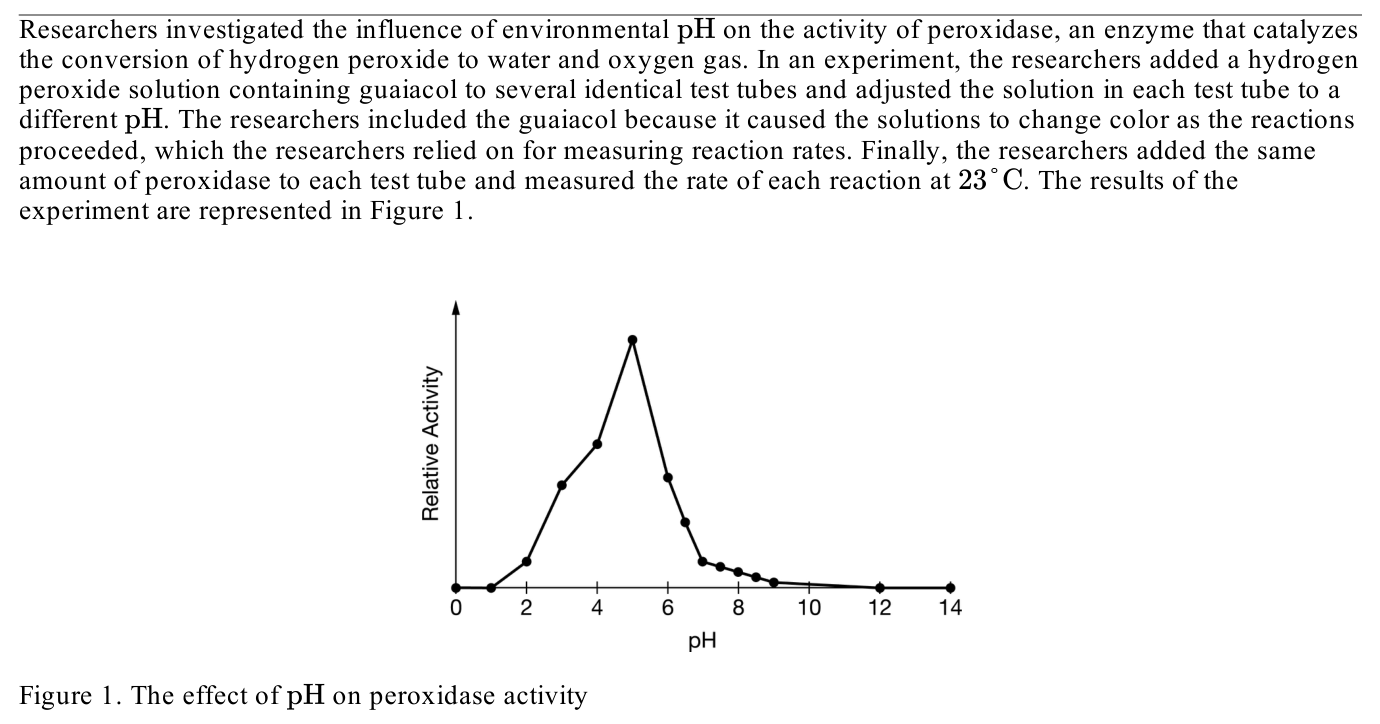 Researchers investigated the influence of environmental pH on the activity of peroxidase, an enzyme that catalyzes
the conversion of hydrogen peroxide to water and oxygen gas. In an experiment, the researchers added a hydrogen
peroxide solution containing guaiacol to several identical test tubes and adjusted the solution in each test tube to a
different pH. The researchers included the guaiacol because it caused the solutions to change color as the reactions
proceeded, which the researchers relied on for measuring reaction rates. Finally, the researchers added the same
amount of peroxidase to each test tube and measured the rate of each reaction at 23°C. The results of the
experiment are represented in Figure 1.
Relative Activity
0 2 4 6 8 10 12 14
pH
Figure 1. The effect of pH on peroxidase activity